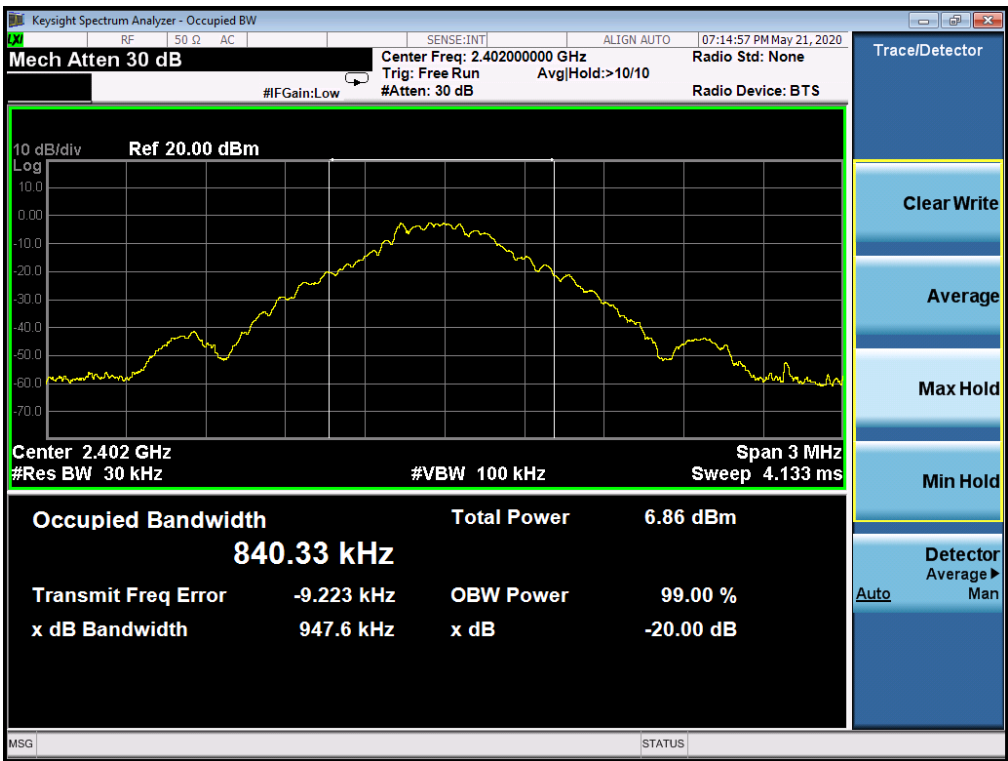 Keysight Spectrum Analyzer - Occupied BW
LXI RF 50 Ω AC SENSE:INT ALIGN AUTO 07:14:57 PM May 21, 2020
Mech Atten 30 dB
Center Freq: 2.402000000 GHz
Radio Std: None
Trig: Free Run Avg|Hold:>10/10
#IFGain:Low #Atten: 30 dB Radio Device: BTS
10 dB/div Ref 20.00 dBm
Log
10.0
0.00
-10.0
-20.0
-30.0
-40.0
-50.0
-60.0
-70.0
Center 2.402 GHz Span 3 MHz
#Res BW 30 kHz #VBW 100 kHz Sweep 4.133 ms
Occupied Bandwidth Total Power 6.86 dBm
840.33 kHz
Transmit Freq Error -9.223 kHz OBW Power 99.00 %
x dB Bandwidth 947.6 kHz x dB -20.00 dB
MSG STATUS
Trace/Detector
Clear Write
Average
Max Hold
Min Hold
Detector
Average▶
Auto Man